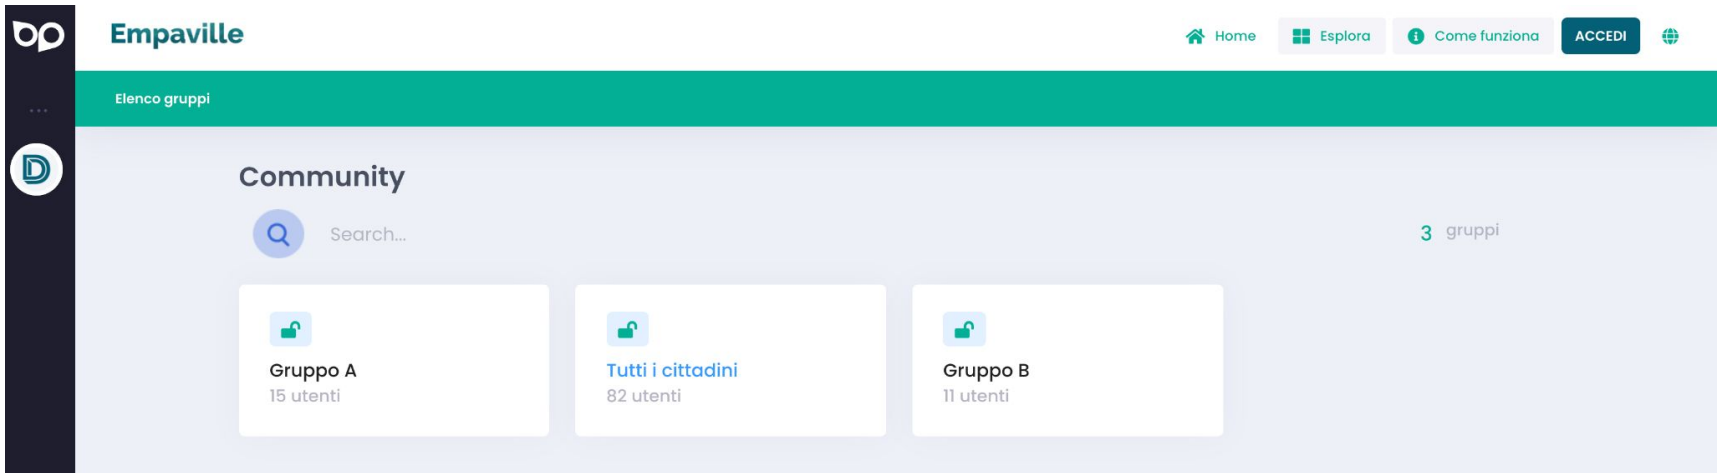 Empaville
Home
Esplora
Come funziona
ACCEDI
Elenco gruppi
Community
Search...
3 gruppi
Gruppo A
15 utenti
Tutti i cittadini
82 utenti
Gruppo B
11 utenti